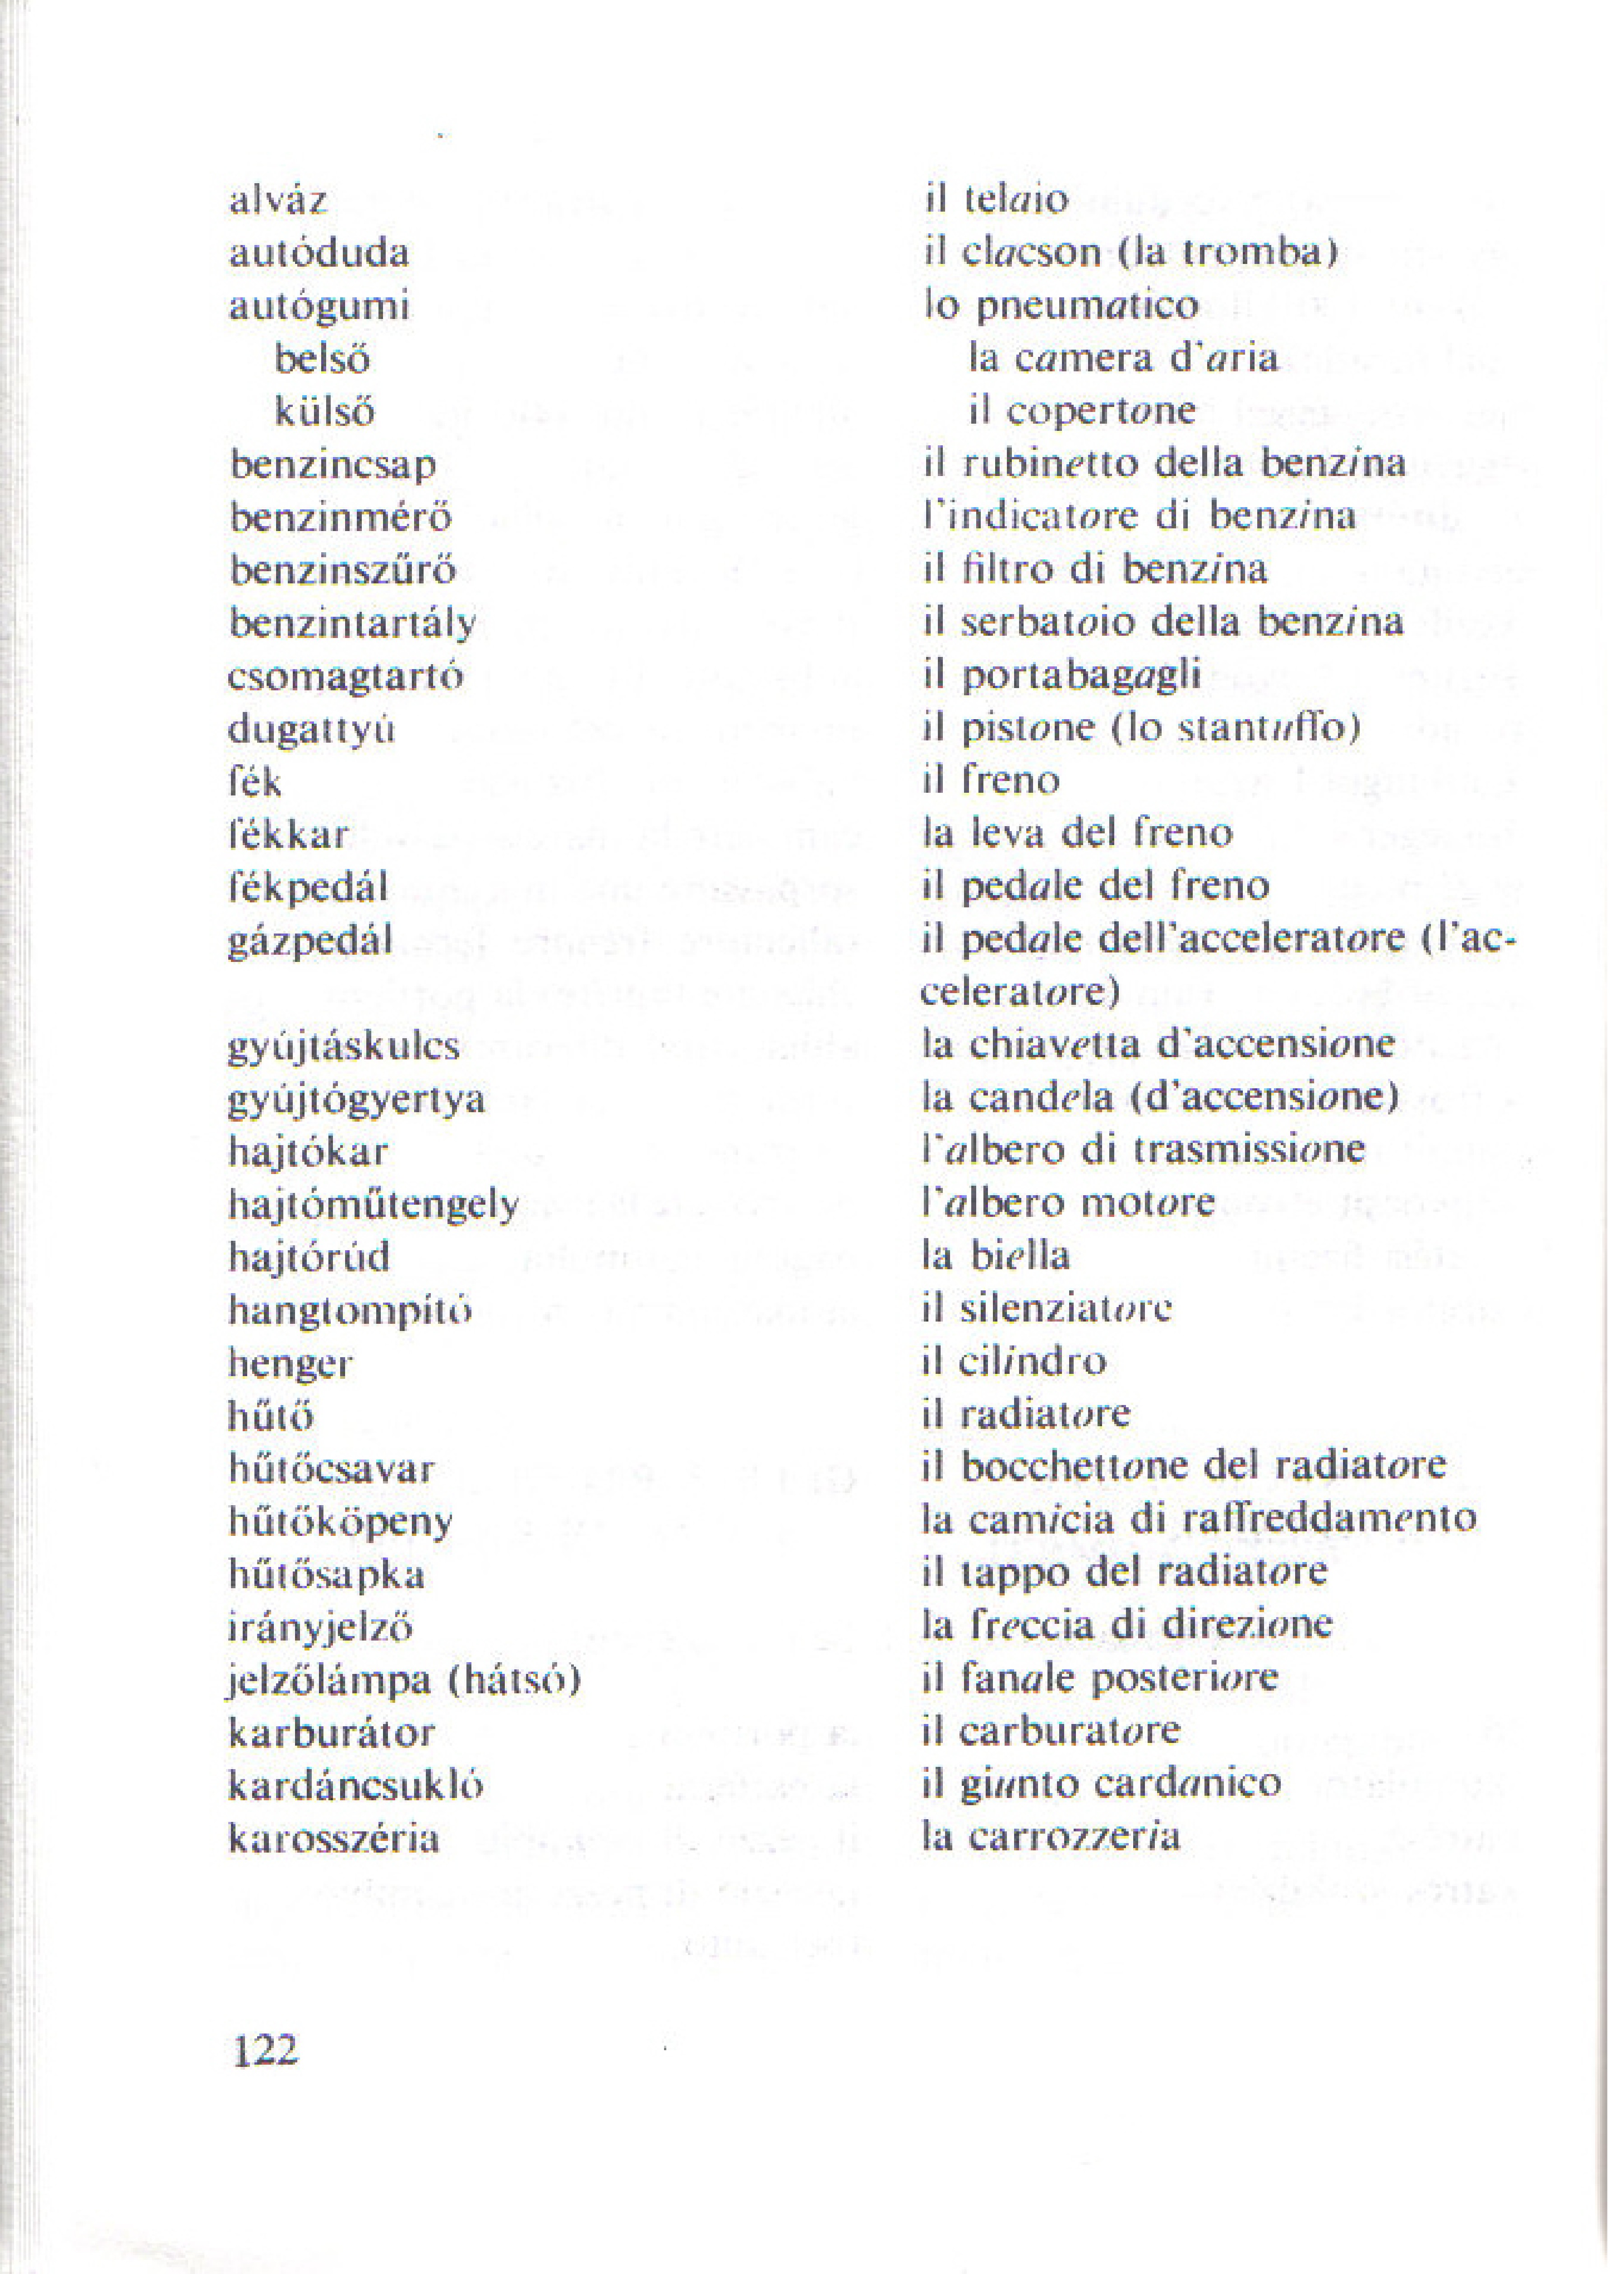 alváz il telaio
autóduda il clacson (la tromba)
autógumi lo pneumatico
belső la camera d'aria
külső il copertone
benzincsap il rubinetto della benzina
benzinmérő l'indicatore di benzina
benzinszűrő il filtro di benzina
benzintartály il serbatoio della benzina
csomagtartó il portabagagli
dugattyú il pistone (lo stantuffo)
fék il freno
fékkar la leva del freno
fékpedál il pedale del freno
gázpedál il pedale dell'acceleratore (l'ac-
celeratore)
gyújtáskulcs la chiavetta d'accensione
gyújtógyertya la candela (d'accensione)
hajtókar l'albero di trasmissione
hajtóműtengely l'albero motore
hajtórúd la biella
hangtompító il silenziatore
henger il cilindro
hűtő il radiatore
hűtőcsavar il bocchettone del radiatore
hűtőköpeny la camicia di raffreddamento
hűtősapka il tappo del radiatore
irányjelző la freccia di direzione
jelzőlámpa (hátsó) il fanale posteriore
karburátor il carburatore
kardáncsukló il giunto cardanico
karosszéria la carrozzeria
122